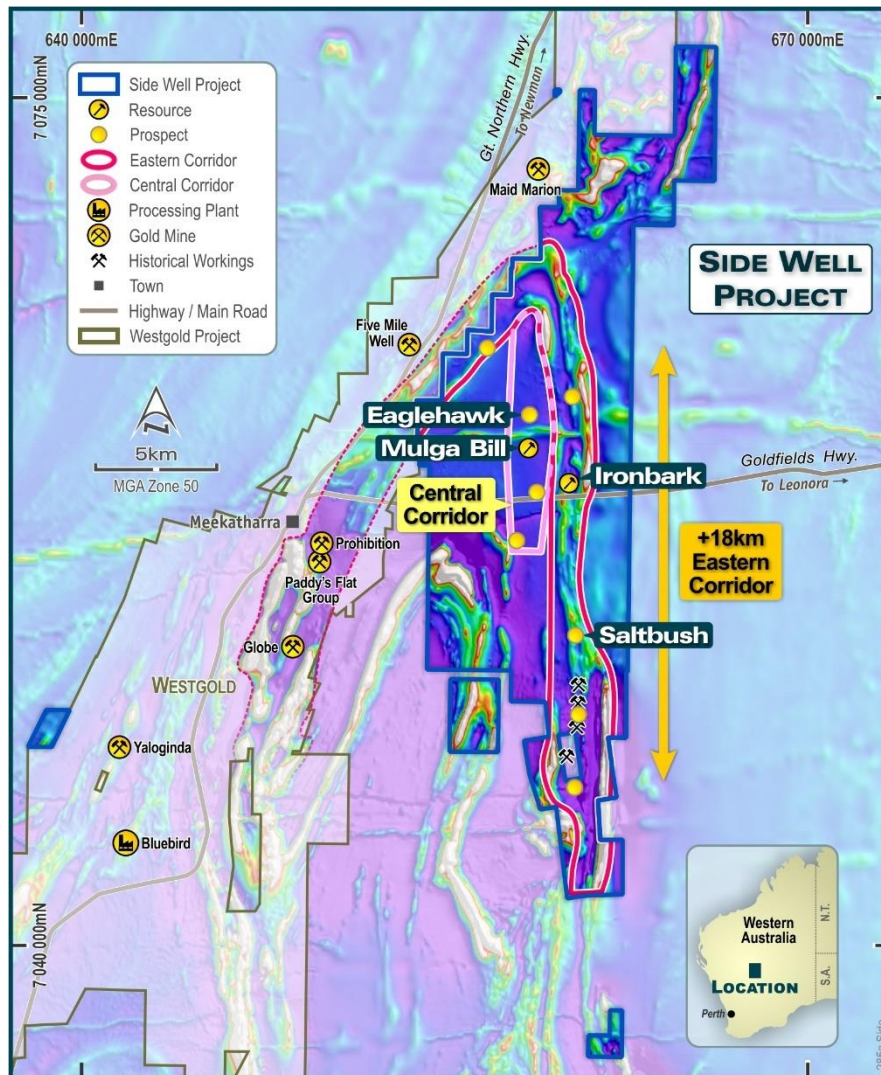 640 000mE
670 000mE
7 075 000mN
7 040 000mN
Side Well Project
Resource
Prospect
Eastern Corridor
Central Corridor
Processing Plant
Gold Mine
Historical Workings
Town
Highway / Main Road
Westgold Project
N
5km
MGA Zone 50
Gt. Northern Hwy.
To Newman →
Maid Marion
SIDE WELL
PROJECT
Five Mile
Well
Eaglehawk
Mulga Bill
Ironbark
Goldfields Hwy.
To Leonora →
Central
Corridor
Meekatharra
Prohibition
Paddy's Flat
Group
+18km
Eastern
Corridor
Saltbush
Globe
WESTGOLD
Yaloginda
Bluebird
Western
Australia
N.T.
S.A.
LOCATION
Perth